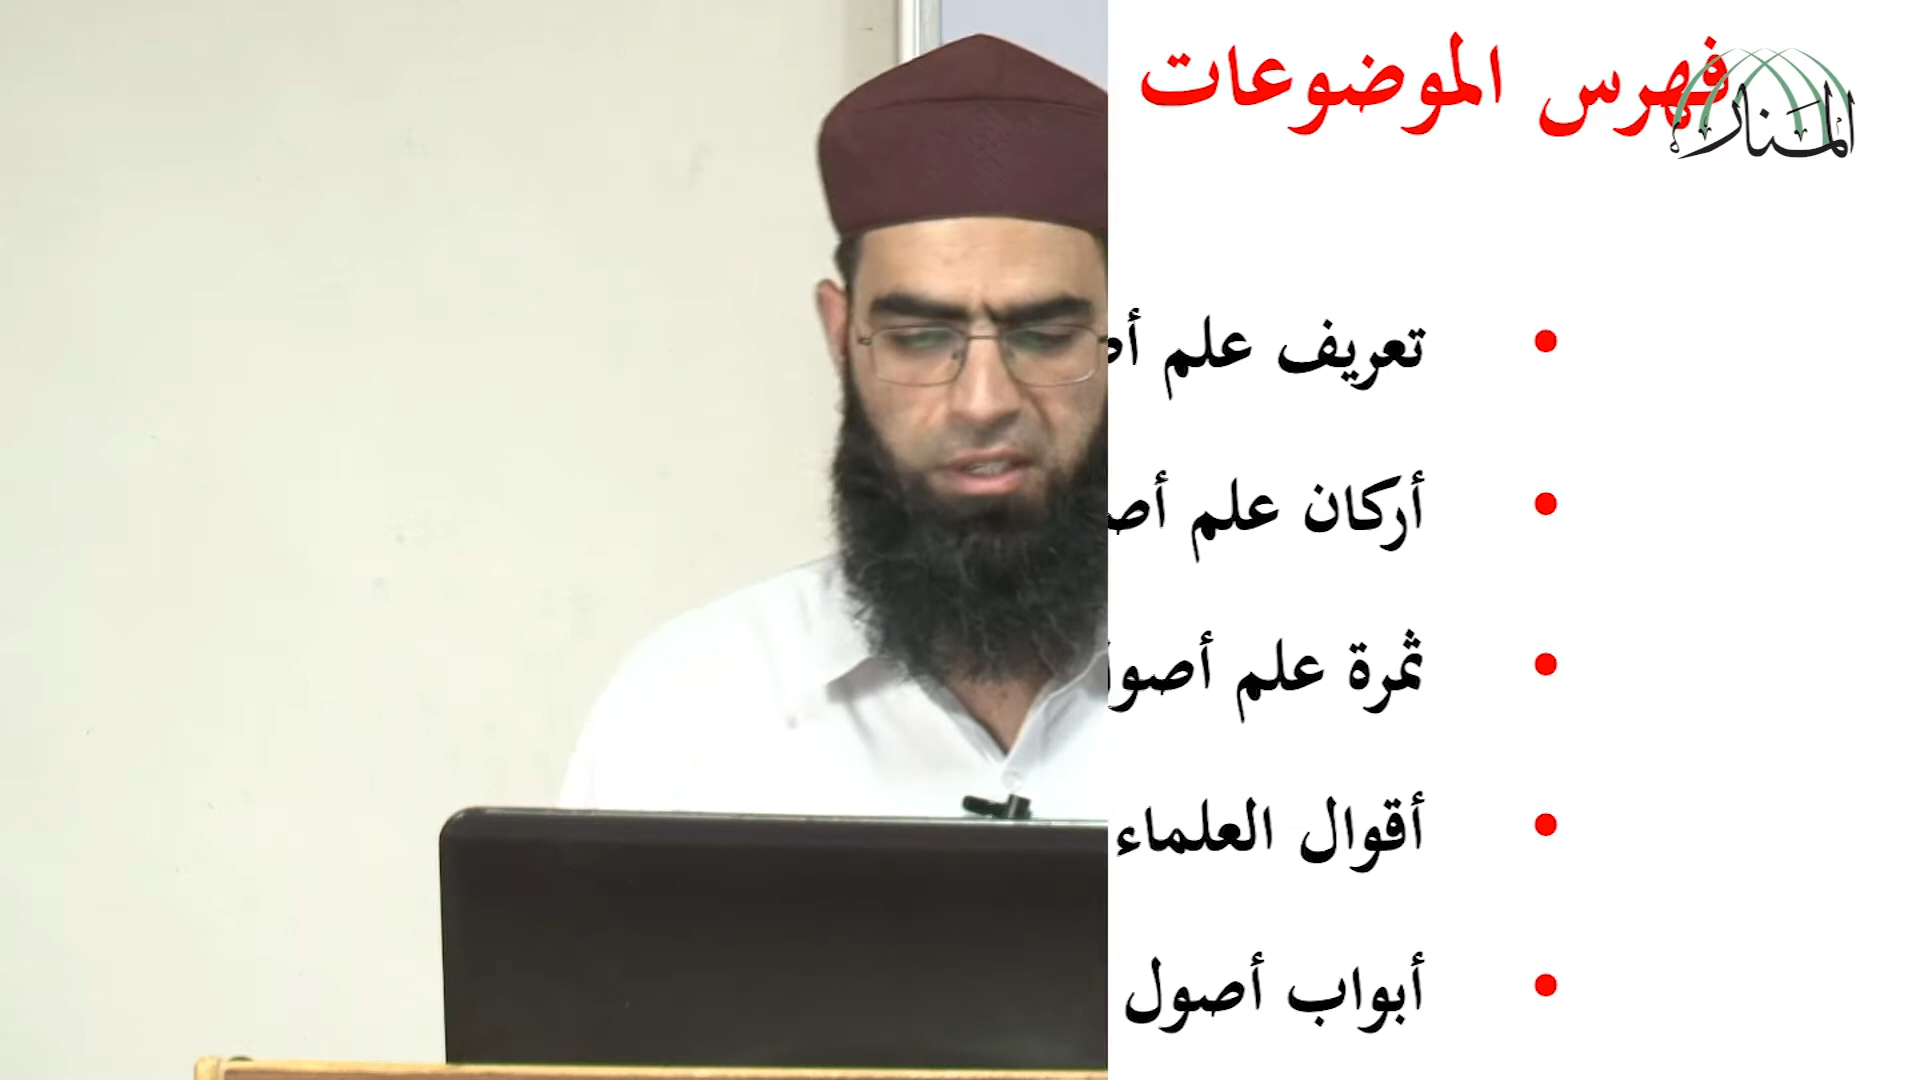 فهرس الموضوعات
المنار
تعريف علم
أركان علم
ثمرة علم
أقوال العلماء
أبواب أصول